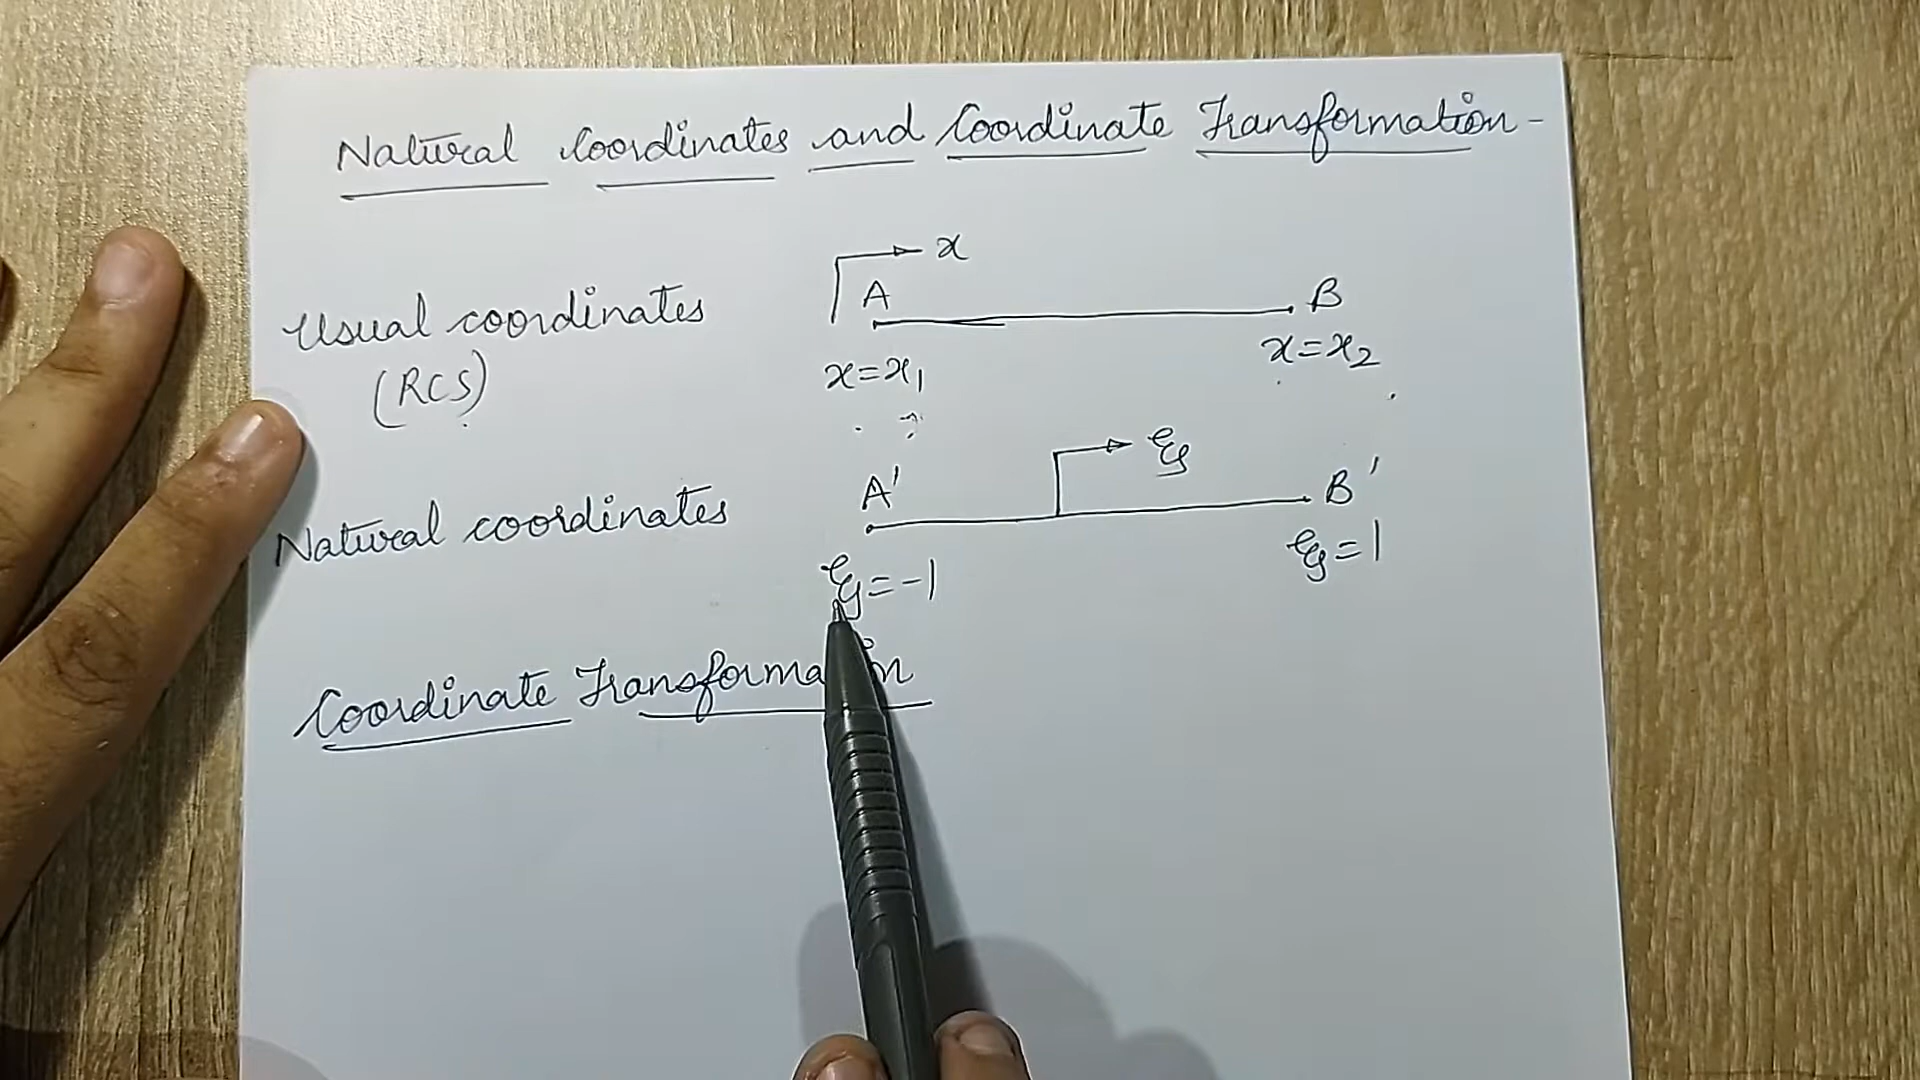 Natural Coordinates and Coordinate Transformation -
x
A B
Usual coordinates
(RCS)
x=x₁ x=x₂
ξ
A' B'
Natural coordinates
ξ=-1 ξ=1
Coordinate Transformation